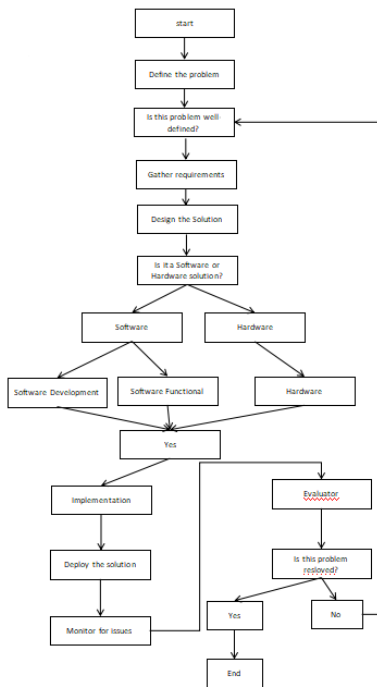 start
Define the problem
Is this problem well-
defined?
Gather requirements
Design the Solution
Is it a Software or
Hardware solution?
Software
Hardware
Software Development
Software Functional
Hardware
Yes
Implementation
Evaluator
Deploy the solution
Is this problem
resloved?
Yes
No
Monitor for issues
End